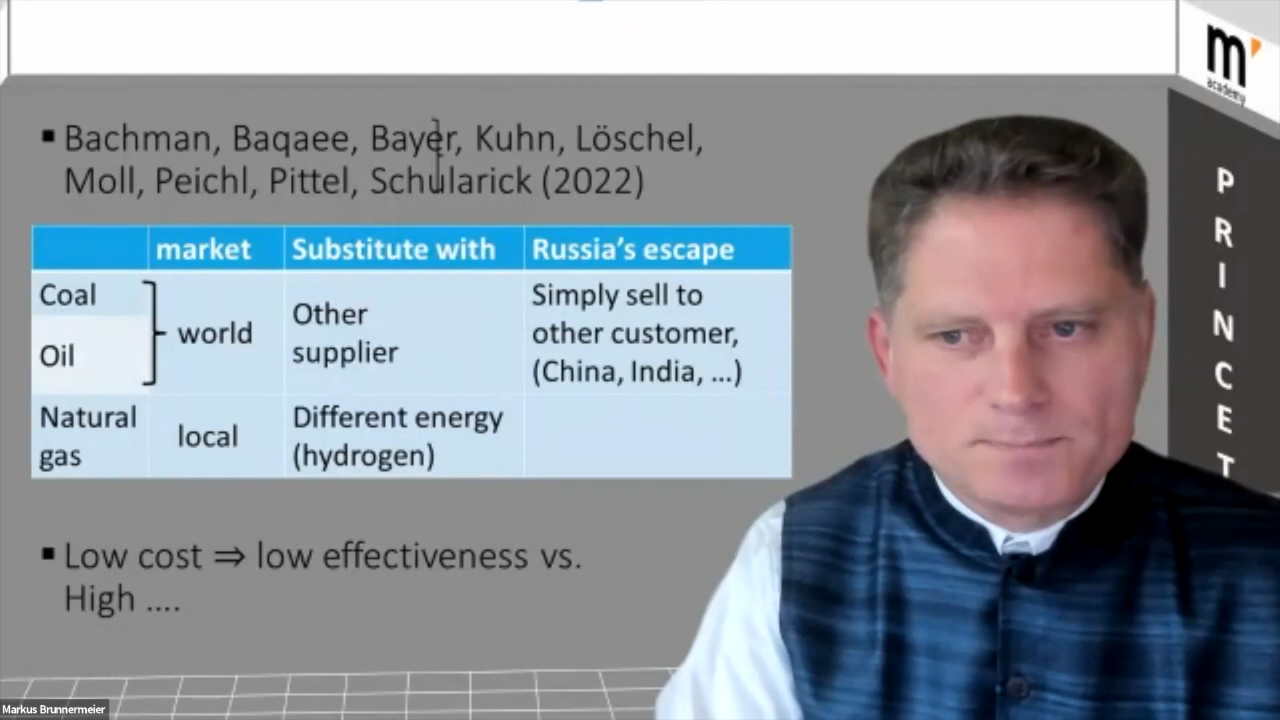 m'
academy
PRINCET
▪ Bachman, Baqaee, Bayer, Kuhn, Löschel,
Moll, Peichl, Pittel, Schularick (2022)
market Substitute with Russia's escape
Coal
Oil
world
Other
supplier
Simply sell to
other customer,
(China, India, ...)
Natural
gas
local
Different energy
(hydrogen)
▪ Low cost ⇒ low effectiveness vs.
High ....
Markus Brunnermeier